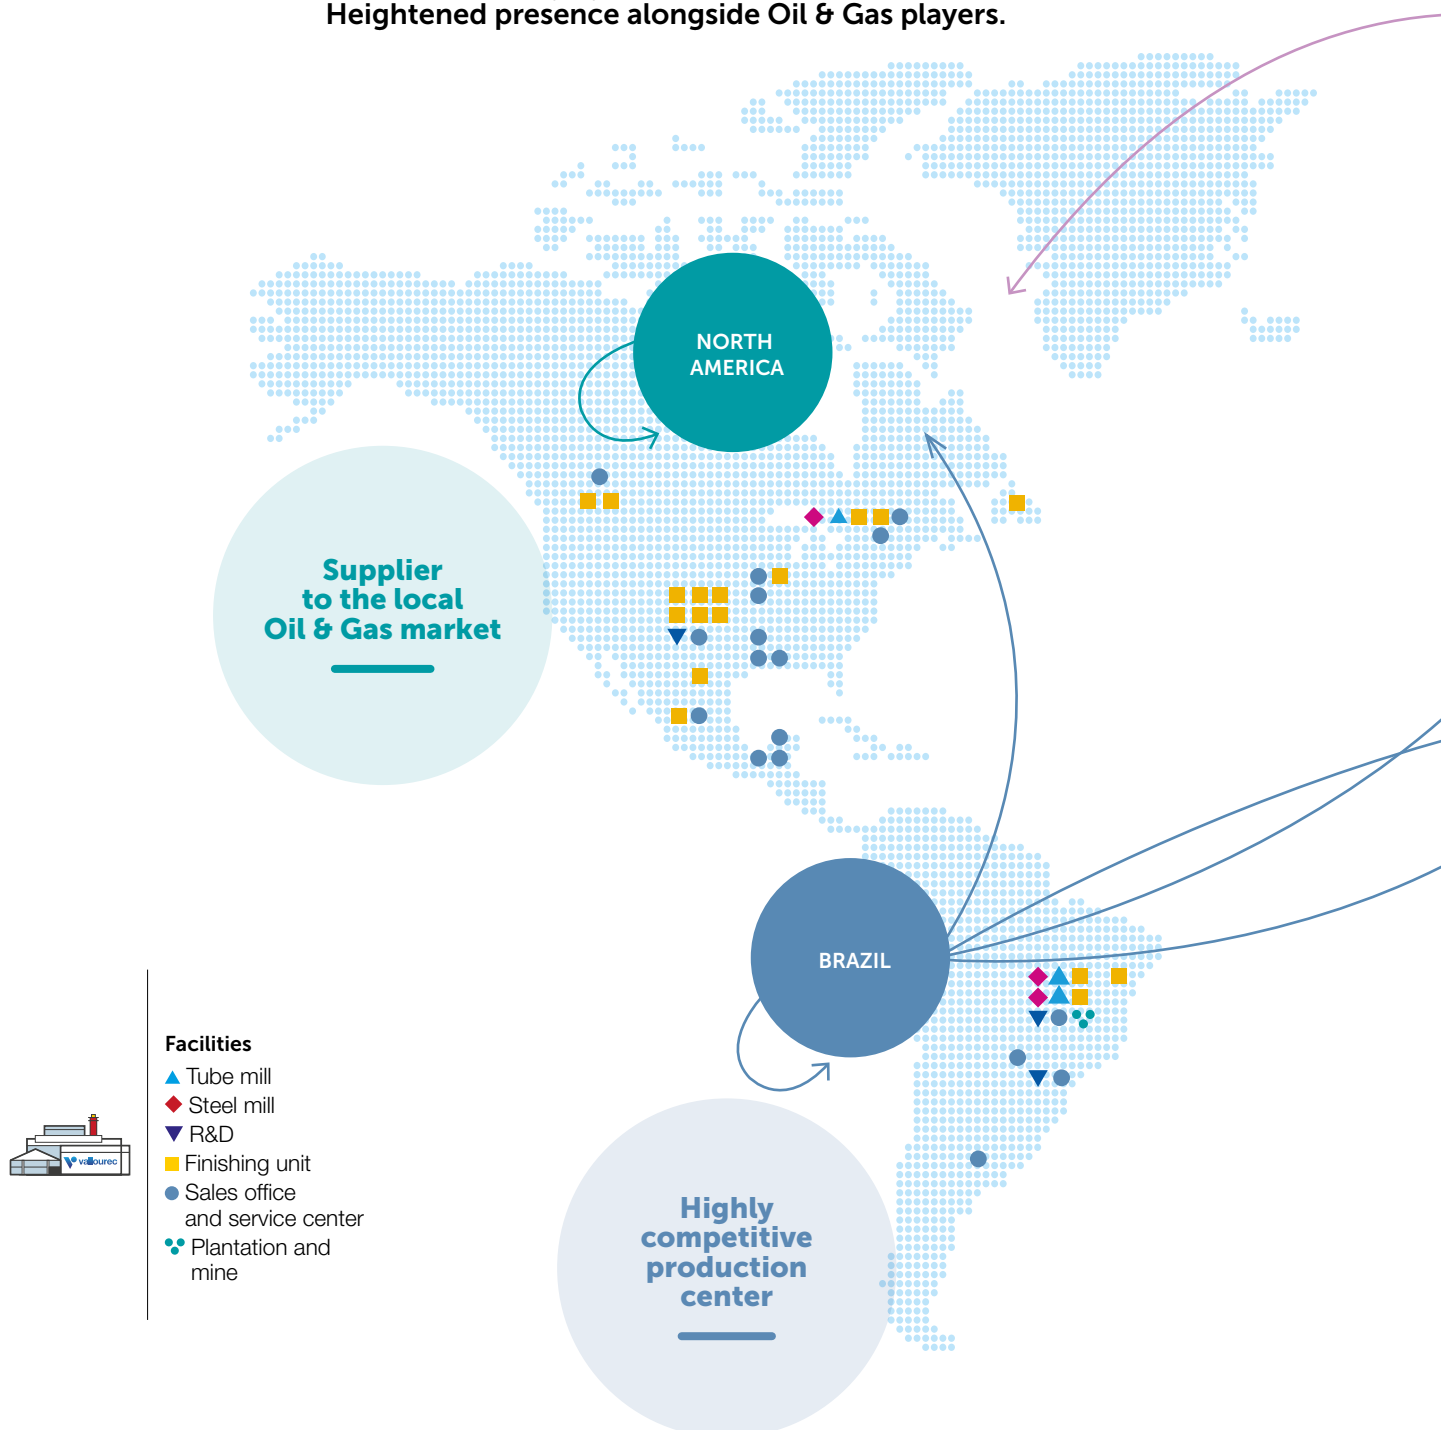 Heightened presence alongside Oil & Gas players.
NORTH
AMERICA
Supplier
to the local
Oil & Gas market
BRAZIL
Facilities
Tube mill
Steel mill
R&D
Finishing unit
Sales office
and service center
Plantation and
mine
vallourec
Highly
competitive
production
center